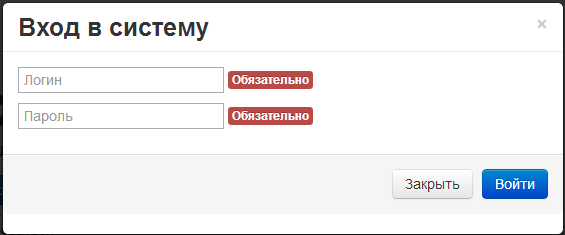 Вход в систему ×
Логин Обязательно
Пароль Обязательно
Закрыть Войти